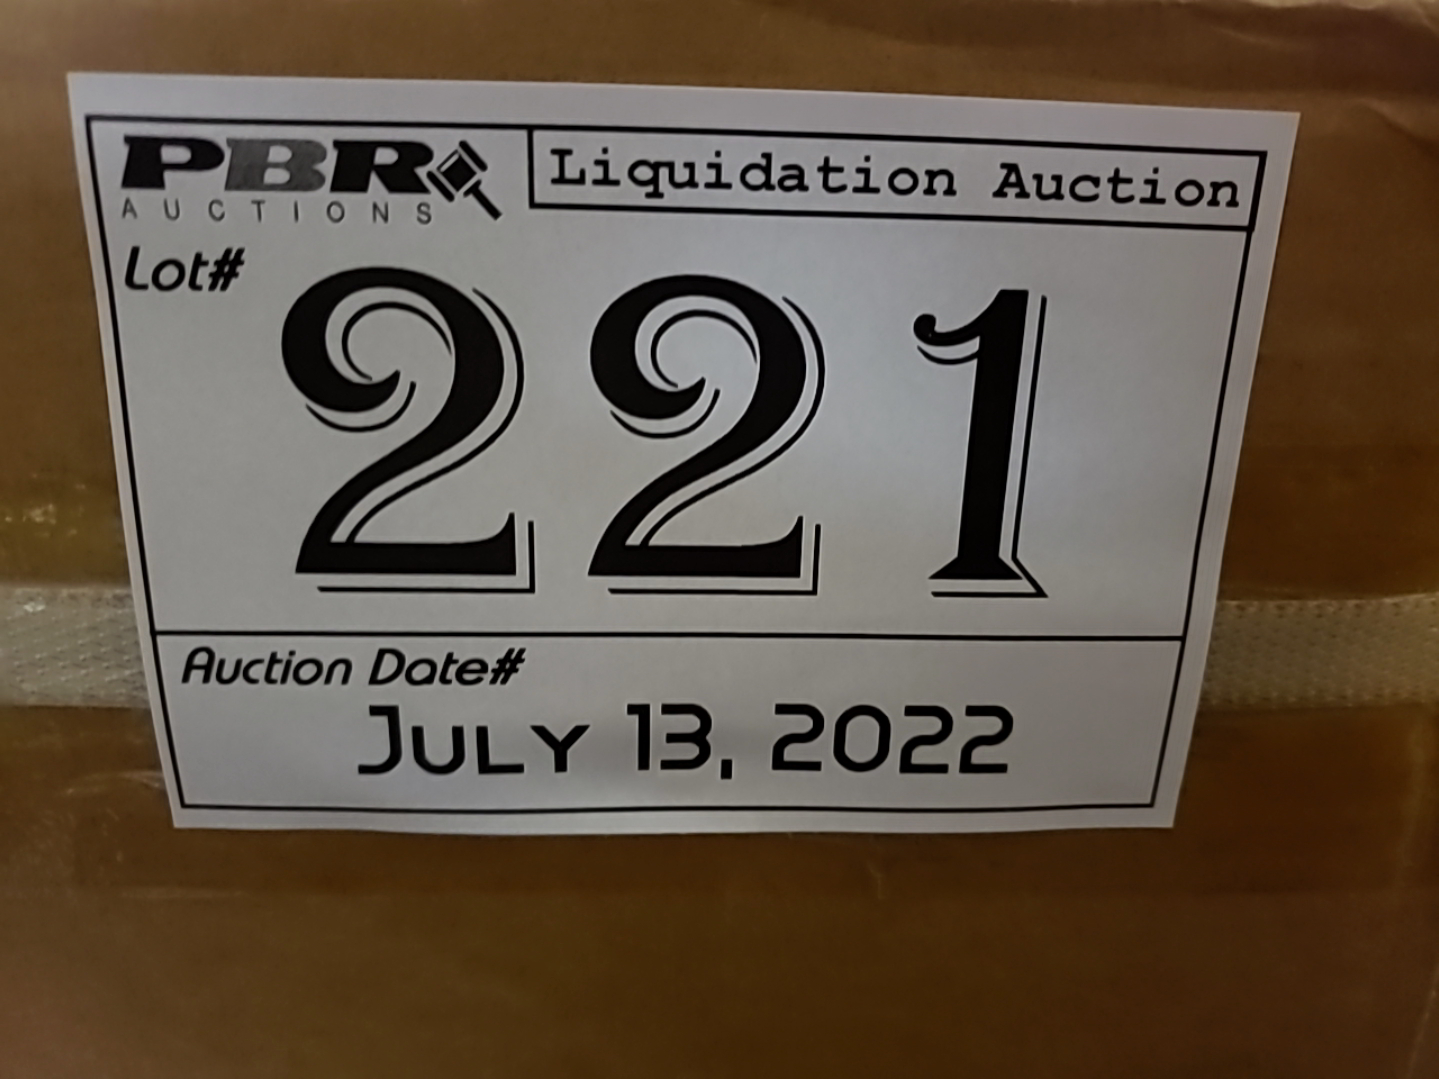 PBR
AUCTIONS
Liquidation Auction
Lot#
221
Auction Date#
July 13, 2022